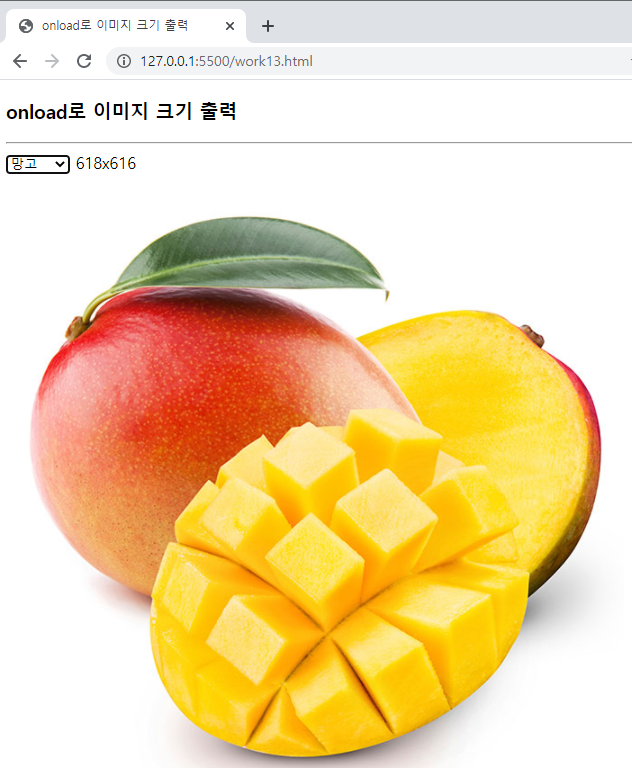 onload로 이미지 크기 출력
127.0.0.1:5500/work13.html
onload로 이미지 크기 출력
망고 618x616